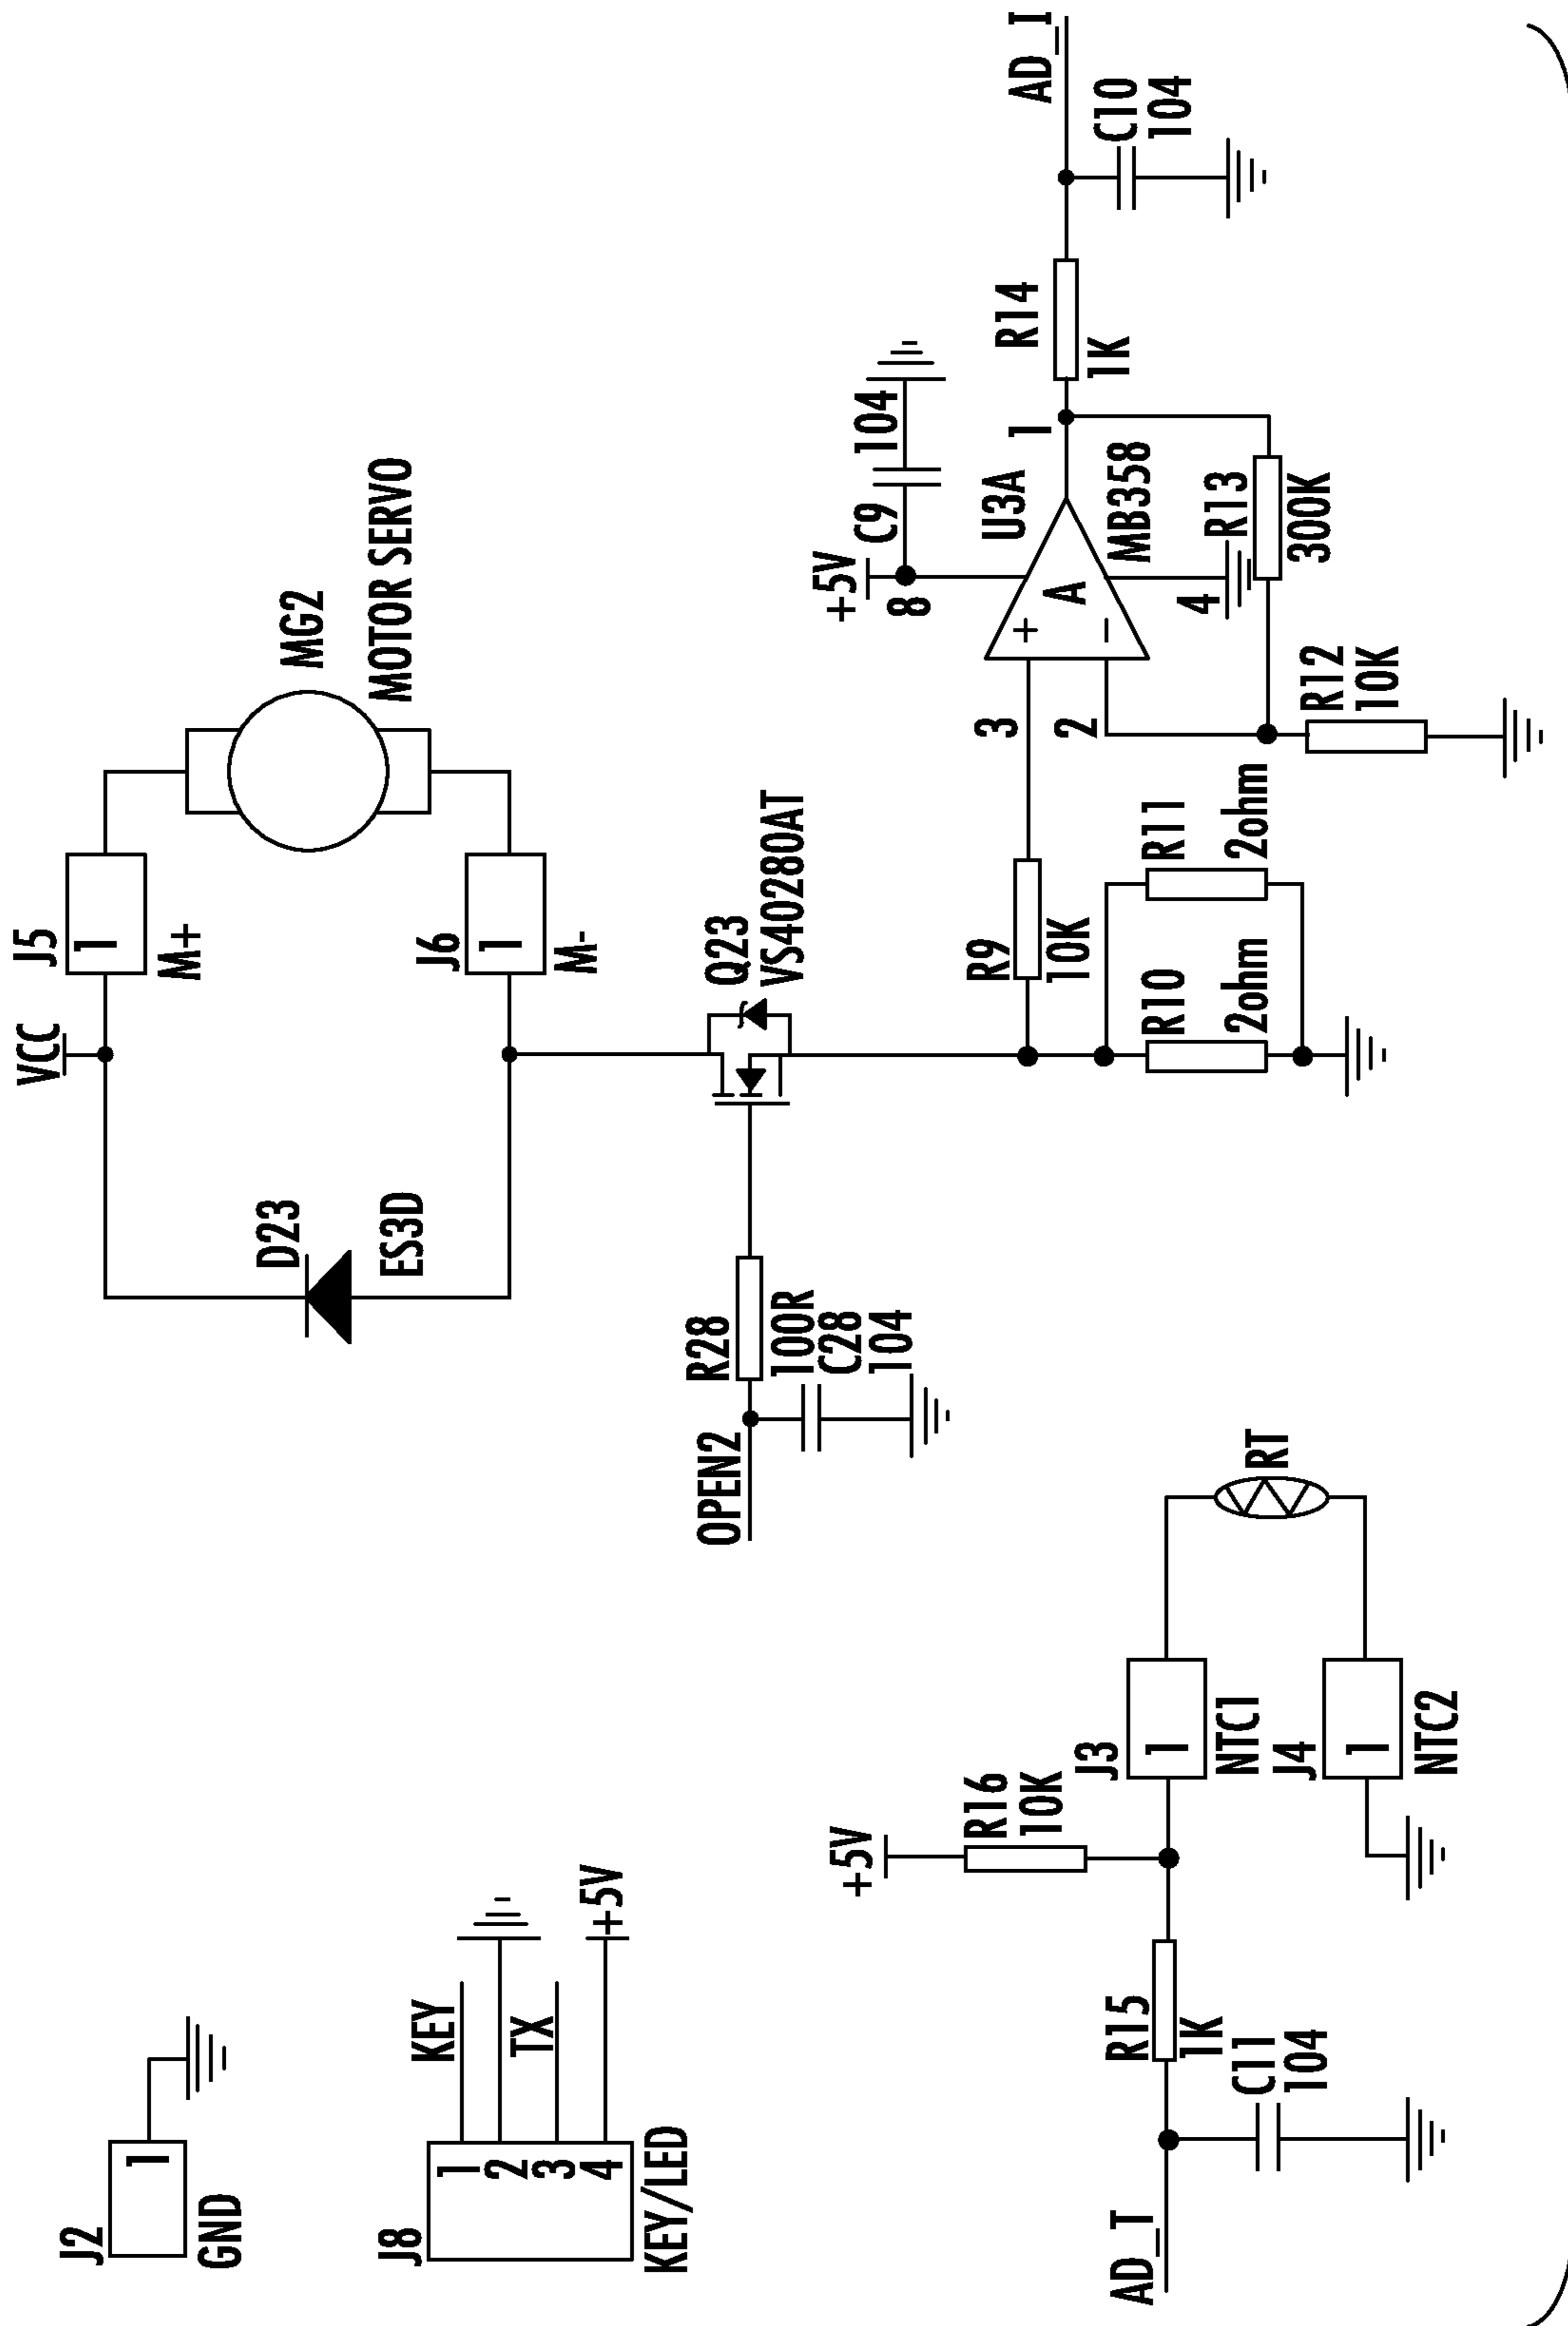 J2
1
GND
J8
1 KEY
2
3 TX
4 +5V
KEY/LED
VCC
J5
1
M+
D23
ES3D
MG2
MOTOR SERVO
J6
1
M-
OPEN2
R28
100R
C28
104
Q23
VS40280AT
+5V
8
C9 104
U3A
3
2
+
-
A
1
MB358
4
R14
1K
AD_I
C10
104
R9
10K
R10
2ohm
R11
2ohm
R13
300K
R12
10K
+5V
R16
10K
AD_T
R15
1K
C11
104
J3
1
NTC1
J4
1
NTC2
RT